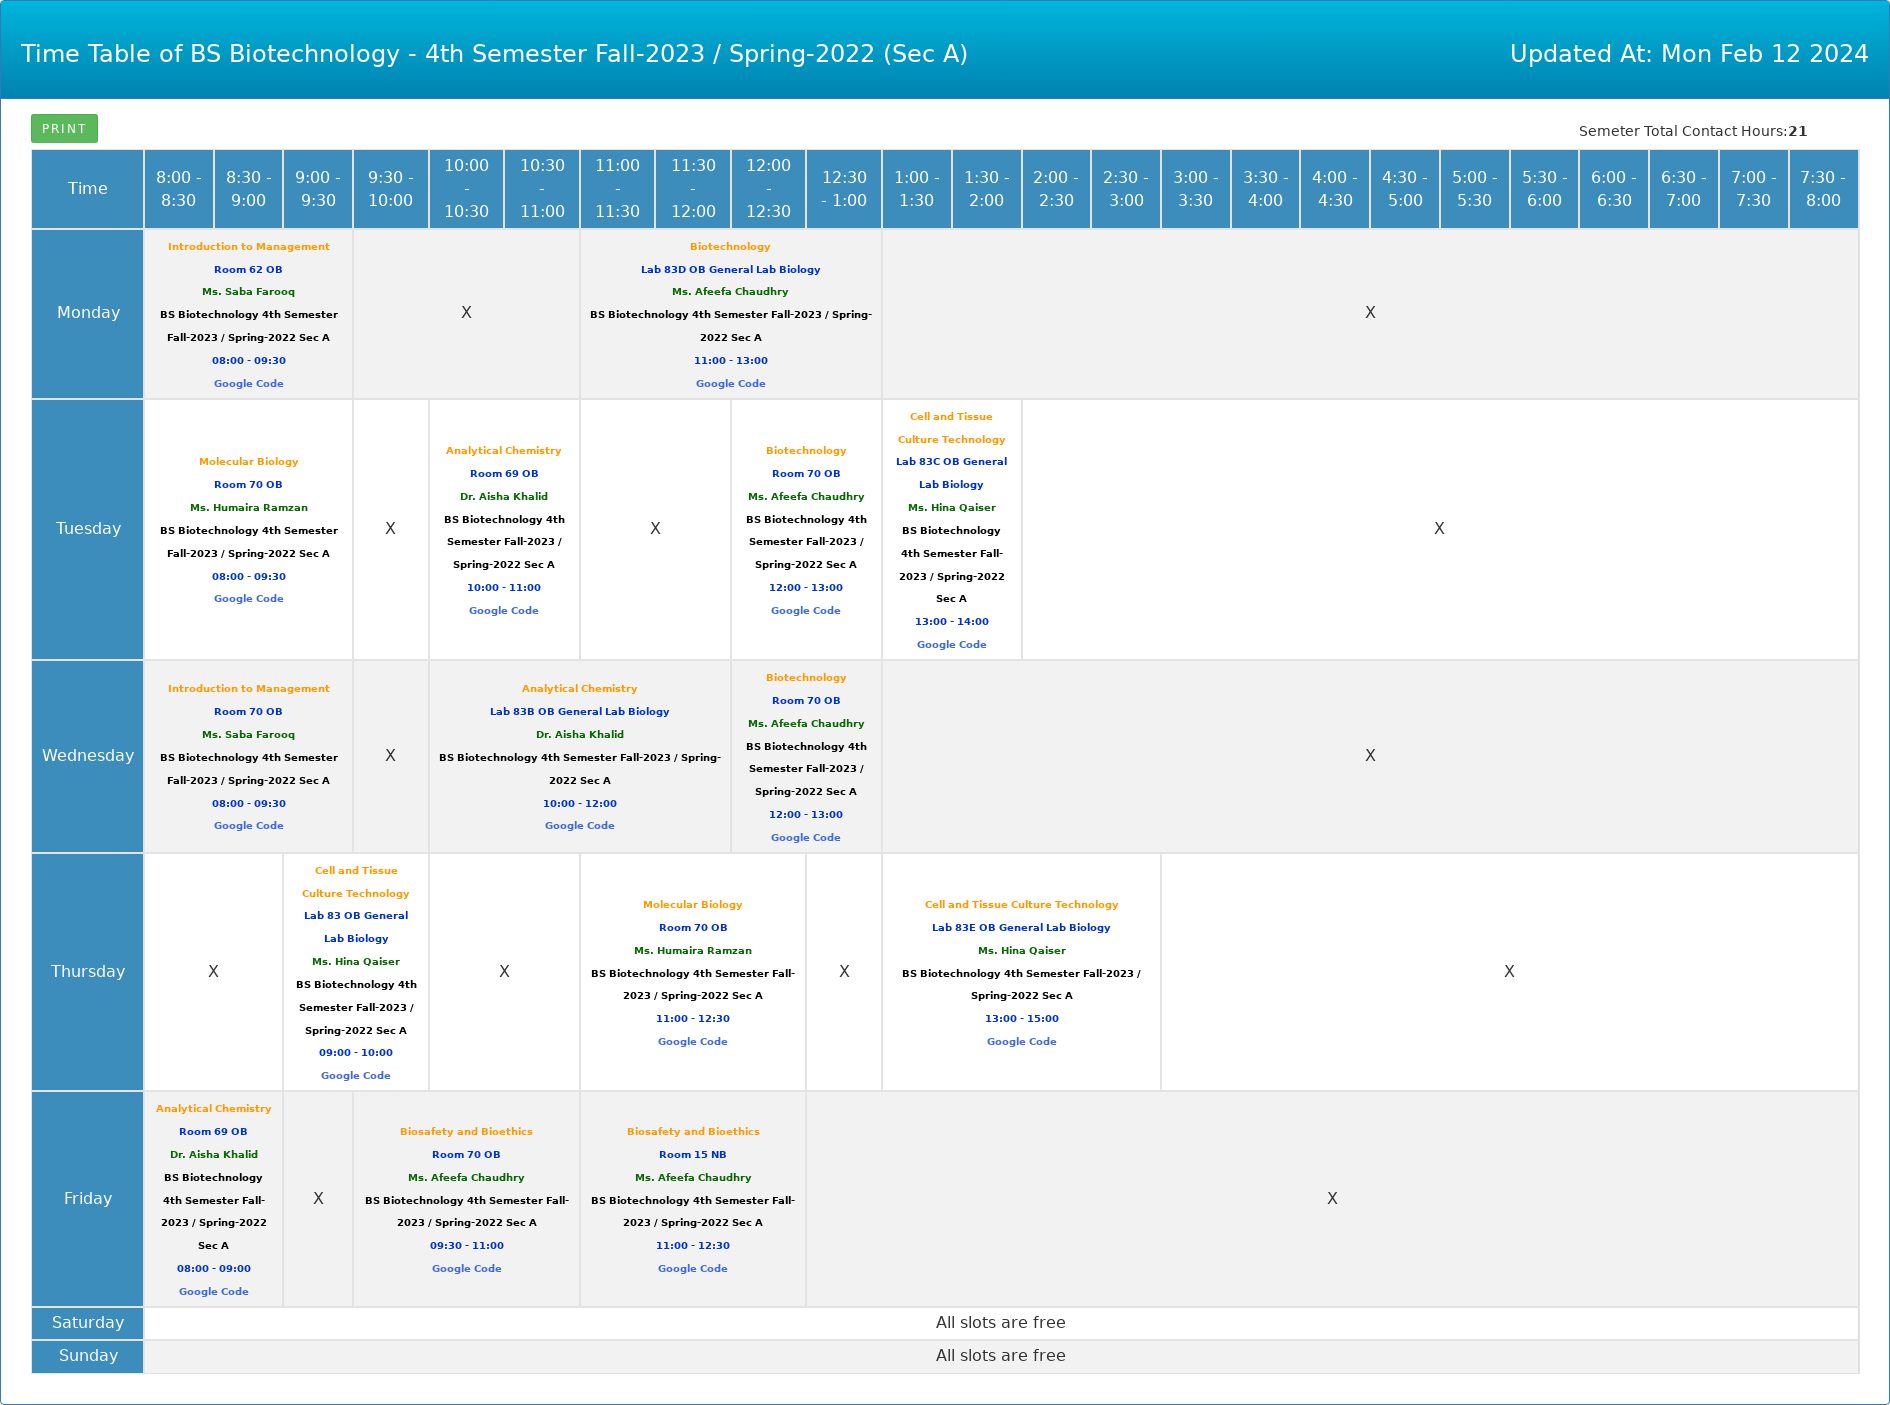 Time Table of BS Biotechnology - 4th Semester Fall-2023 / Spring-2022 (Sec A)
Updated At: Mon Feb 12 2024
PRINT
Semeter Total Contact Hours:21
Time
8:00 -
8:30
8:30 -
9:00
9:00 -
9:30
9:30 -
10:00
10:00
-
10:30
10:30
-
11:00
11:00
-
11:30
11:30
-
12:00
12:00
-
12:30
12:30
- 1:00
1:00 -
1:30
1:30 -
2:00
2:00 -
2:30
2:30 -
3:00
3:00 -
3:30
3:30 -
4:00
4:00 -
4:30
4:30 -
5:00
5:00 -
5:30
5:30 -
6:00
6:00 -
6:30
6:30 -
7:00
7:00 -
7:30
7:30 -
8:00
Monday
Introduction to Management
Room 62 OB
Ms. Saba Farooq
BS Biotechnology 4th Semester
Fall-2023 / Spring-2022 Sec A
08:00 - 09:30
Google Code
X
Biotechnology
Lab 83D OB General Lab Biology
Ms. Afeefa Chaudhry
BS Biotechnology 4th Semester Fall-2023 / Spring-
2022 Sec A
11:00 - 13:00
Google Code
X
Tuesday
Molecular Biology
Room 70 OB
Ms. Humaira Ramzan
BS Biotechnology 4th Semester
Fall-2023 / Spring-2022 Sec A
08:00 - 09:30
Google Code
X
Analytical Chemistry
Room 69 OB
Dr. Aisha Khalid
BS Biotechnology 4th
Semester Fall-2023 /
Spring-2022 Sec A
10:00 - 11:00
Google Code
X
Biotechnology
Room 70 OB
Ms. Afeefa Chaudhry
BS Biotechnology 4th
Semester Fall-2023 /
Spring-2022 Sec A
12:00 - 13:00
Google Code
Cell and Tissue
Culture Technology
Lab 83C OB General
Lab Biology
Ms. Hina Qaiser
BS Biotechnology
4th Semester Fall-
2023 / Spring-2022
Sec A
13:00 - 14:00
Google Code
X
Wednesday
Introduction to Management
Room 70 OB
Ms. Saba Farooq
BS Biotechnology 4th Semester
Fall-2023 / Spring-2022 Sec A
08:00 - 09:30
Google Code
X
Analytical Chemistry
Lab 83B OB General Lab Biology
Dr. Aisha Khalid
BS Biotechnology 4th Semester Fall-2023 / Spring-
2022 Sec A
10:00 - 12:00
Google Code
Biotechnology
Room 70 OB
Ms. Afeefa Chaudhry
BS Biotechnology 4th
Semester Fall-2023 /
Spring-2022 Sec A
12:00 - 13:00
Google Code
X
Thursday
X
Cell and Tissue
Culture Technology
Lab 83 OB General
Lab Biology
Ms. Hina Qaiser
BS Biotechnology 4th
Semester Fall-2023 /
Spring-2022 Sec A
09:00 - 10:00
Google Code
X
Molecular Biology
Room 70 OB
Ms. Humaira Ramzan
BS Biotechnology 4th Semester Fall-
2023 / Spring-2022 Sec A
11:00 - 12:30
Google Code
X
Cell and Tissue Culture Technology
Lab 83E OB General Lab Biology
Ms. Hina Qaiser
BS Biotechnology 4th Semester Fall-2023 /
Spring-2022 Sec A
13:00 - 15:00
Google Code
X
Friday
Analytical Chemistry
Room 69 OB
Dr. Aisha Khalid
BS Biotechnology
4th Semester Fall-
2023 / Spring-2022
Sec A
08:00 - 09:00
Google Code
X
Biosafety and Bioethics
Room 70 OB
Ms. Afeefa Chaudhry
BS Biotechnology 4th Semester Fall-
2023 / Spring-2022 Sec A
09:30 - 11:00
Google Code
Biosafety and Bioethics
Room 15 NB
Ms. Afeefa Chaudhry
BS Biotechnology 4th Semester Fall-
2023 / Spring-2022 Sec A
11:00 - 12:30
Google Code
X
Saturday
All slots are free
Sunday
All slots are free